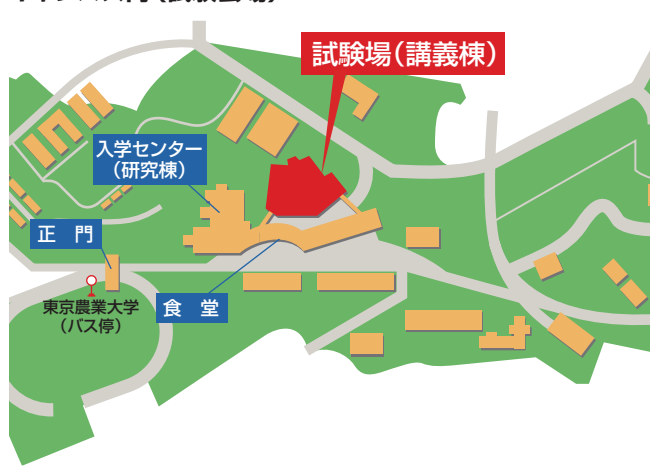 試験場(講義棟)
入学センター
(研究棟)
正 門
東京農業大学
(バス停)
食 堂